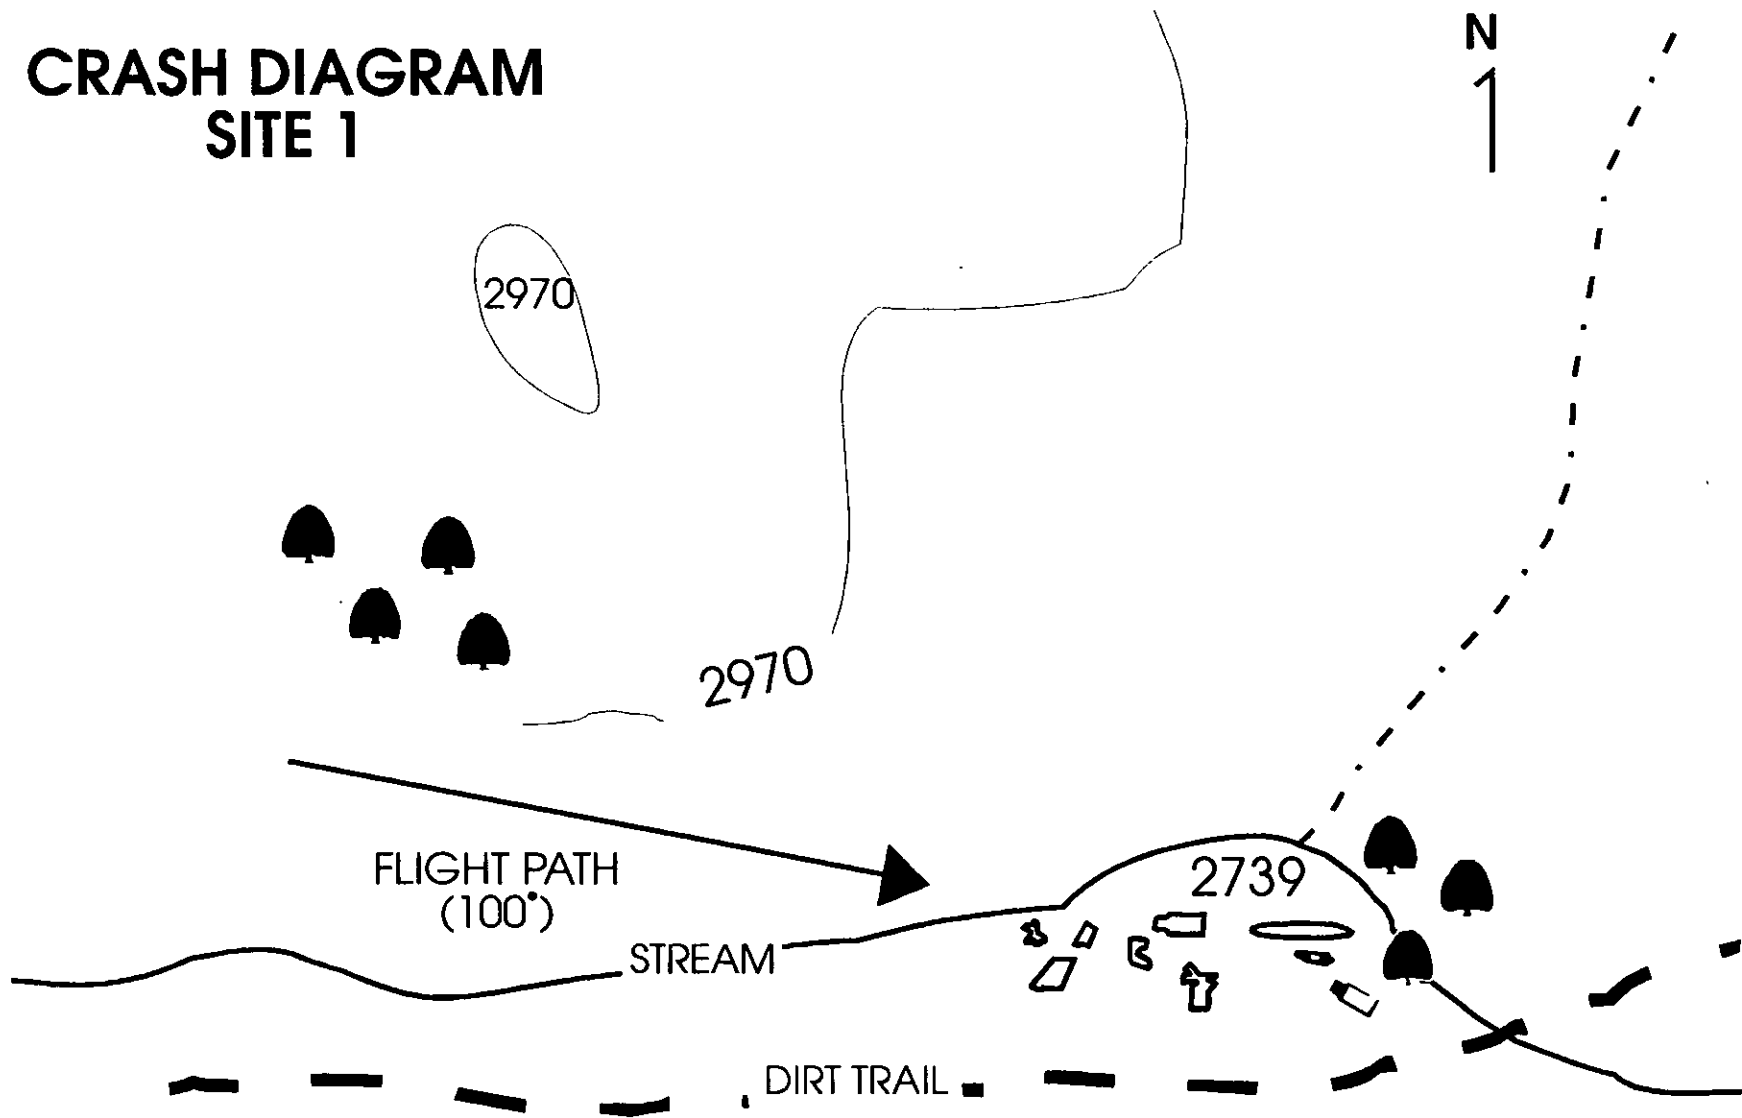 CRASH DIAGRAM
SITE 1
N
2970
2970
FLIGHT PATH
(100°)
2739
STREAM
DIRT TRAIL